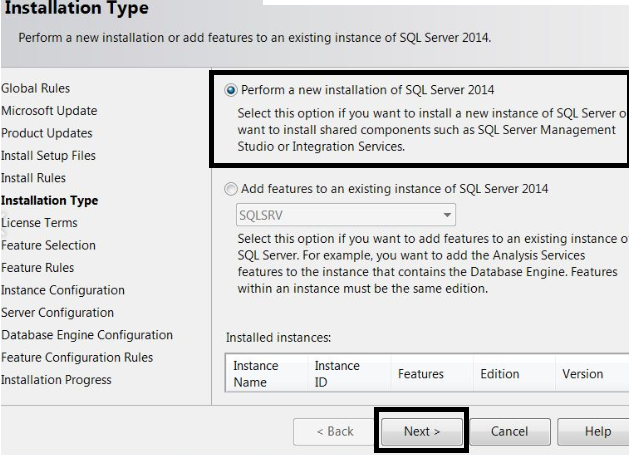 Installation Type
Perform a new installation or add features to an existing instance of SQL Server 2014.
Global Rules
Microsoft Update
Product Updates
Install Setup Files
Install Rules
Installation Type
License Terms
Feature Selection
Feature Rules
Instance Configuration
Server Configuration
Database Engine Configuration
Feature Configuration Rules
Installation Progress
Perform a new installation of SQL Server 2014
Select this option if you want to install a new instance of SQL Server o
want to install shared components such as SQL Server Management
Studio or Integration Services.
Add features to an existing instance of SQL Server 2014
SQLSRV
Select this option if you want to add features to an existing instance o
SQL Server. For example, you want to add the Analysis Services
features to the instance that contains the Database Engine. Features
within an instance must be the same edition.
Installed instances:
Instance Name
Instance ID
Features
Edition
Version
< Back
Next >
Cancel
Help